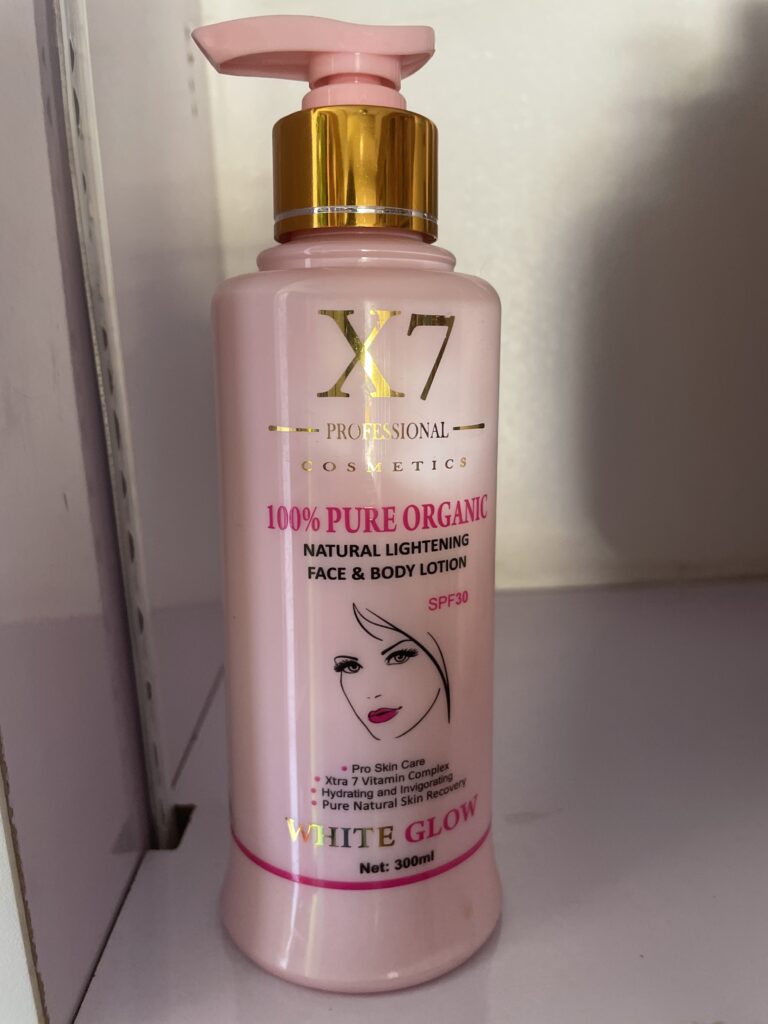 X7
PROFESSIONAL
COSMETICS
100% PURE ORGANIC
NATURAL LIGHTENING
FACE & BODY LOTION
SPF30
• Pro Skin Care
• Xtra 7 Vitamin Complex
• Hydrating and Invigorating
• Pure Natural Skin Recovery
WHITE GLOW
Net: 300ml